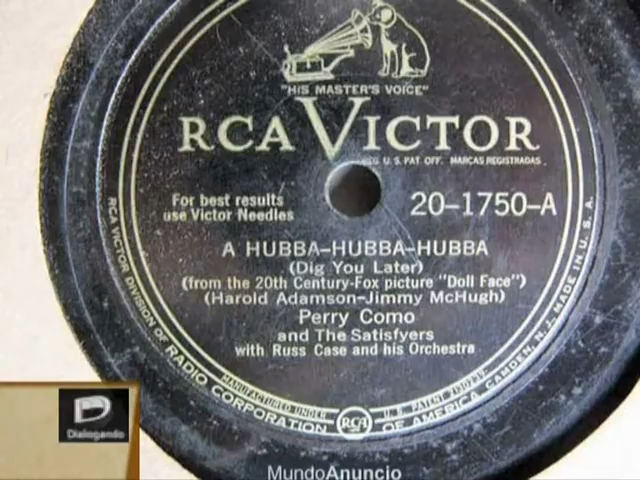 "HIS MASTER'S VOICE"
RCA VICTOR
REG. U.S. PAT. OFF. MARCAS REGISTRADAS
For best results
use Victor Needles
20-1750-A
A HUBBA-HUBBA-HUBBA
(Dig You Later)
(from the 20th Century-Fox picture "Doll Face")
(Harold Adamson-Jimmy McHugh)
Perry Como
and The Satisfyers
with Russ Case and his Orchestra
MANUFACTURED UNDER
U.S. PATENT
RCA VICTOR DIVISION OF RADIO CORPORATION OF AMERICA, CAMDEN, N.J. MADE IN U.S.A.
RCA
D
Dialogando
MundoAnuncio